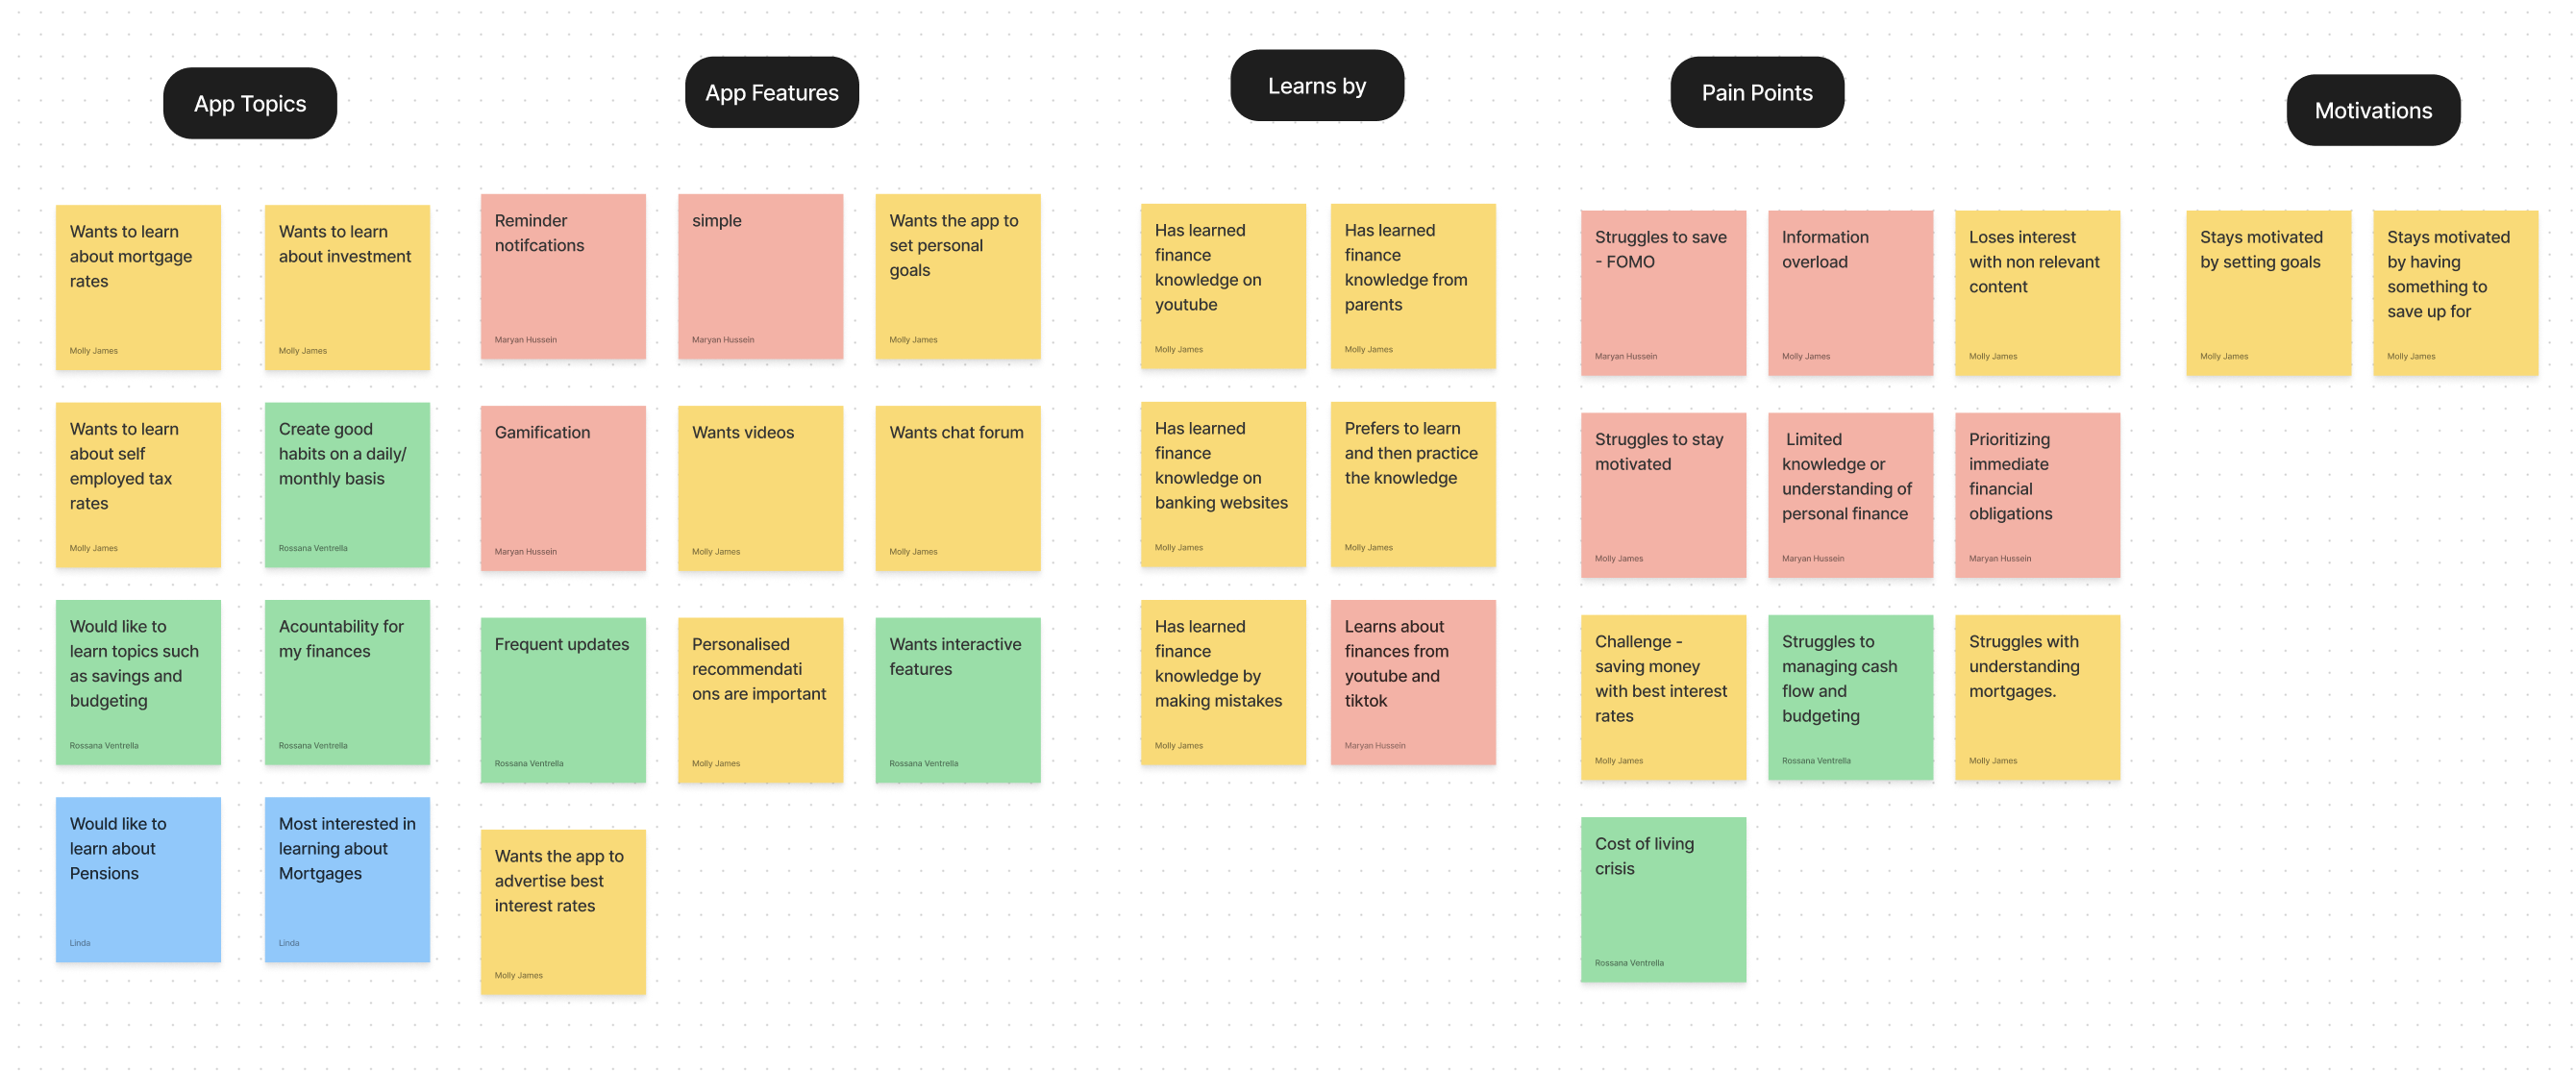 App Topics
Wants to learn
about mortgage
rates
Molly James
Wants to learn
about investment
Molly James
Wants to learn
about self
employed tax
rates
Molly James
Create good
habits on a daily/
monthly basis
Rossana Ventrella
Would like to
learn topics such
as savings and
budgeting
Rossana Ventrella
Acountability for
my finances
Rossana Ventrella
Would like to
learn about
Pensions
Linda
Most interested in
learning about
Mortgages
Linda
App Features
Reminder
notifcations
Maryan Hussein
simple
Maryan Hussein
Wants the app to
set personal
goals
Molly James
Gamification
Maryan Hussein
Wants videos
Molly James
Wants chat forum
Molly James
Frequent updates
Rossana Ventrella
Personalised
recommendati
ons are important
Molly James
Wants interactive
features
Rossana Ventrella
Wants the app to
advertise best
interest rates
Molly James
Learns by
Has learned
finance
knowledge on
youtube
Molly James
Has learned
finance
knowledge from
parents
Molly James
Has learned
finance
knowledge on
banking websites
Molly James
Prefers to learn
and then practice
the knowledge
Molly James
Has learned
finance
knowledge by
making mistakes
Molly James
Learns about
finances from
youtube and
tiktok
Maryan Hussein
Pain Points
Struggles to save
- FOMO
Maryan Hussein
Information
overload
Molly James
Loses interest
with non relevant
content
Molly James
Struggles to stay
motivated
Molly James
Limited
knowledge or
understanding of
personal finance
Maryan Hussein
Prioritizing
immediate
financial
obligations
Maryan Hussein
Challenge -
saving money
with best interest
rates
Molly James
Struggles to
managing cash
flow and
budgeting
Rossana Ventrella
Struggles with
understanding
mortgages.
Molly James
Cost of living
crisis
Rossana Ventrella
Motivations
Stays motivated
by setting goals
Molly James
Stays motivated
by having
something to
save up for
Molly James